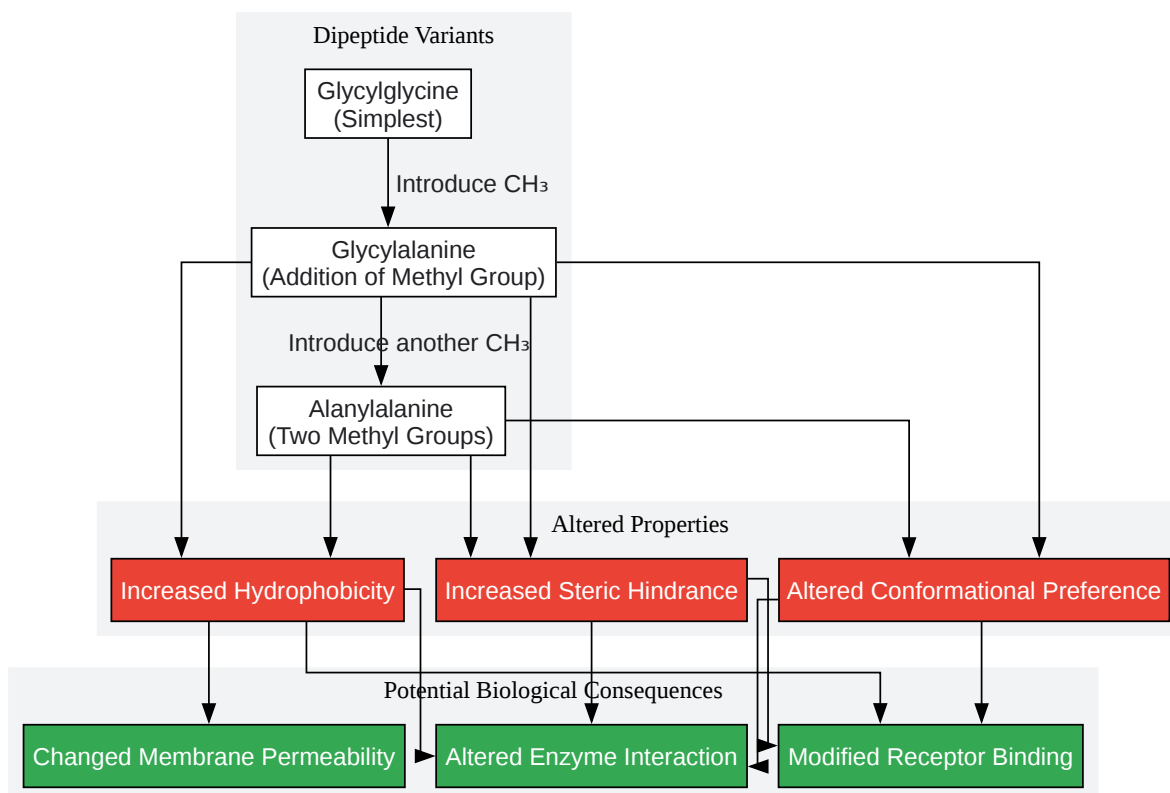 Dipeptide Variants
Glycylglycine
(Simplest)
Introduce CH₃
Glycylalanine
(Addition of Methyl Group)
Introduce another CH₃
Alanylalanine
(Two Methyl Groups)
Altered Properties
Increased Hydrophobicity
Increased Steric Hindrance
Altered Conformational Preference
Potential Biological Consequences
Changed Membrane Permeability
Altered Enzyme Interaction
Modified Receptor Binding